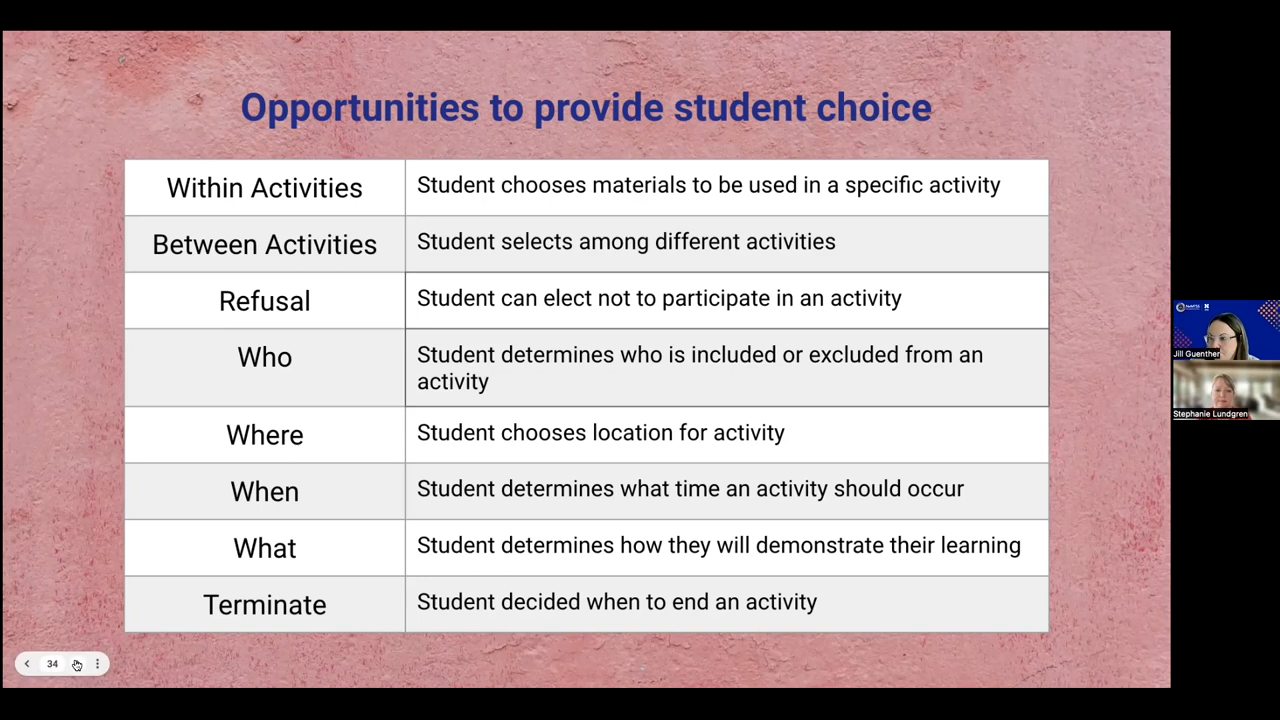 Opportunities to provide student choice
Within Activities
Student chooses materials to be used in a specific activity
Between Activities
Student selects among different activities
Refusal
Student can elect not to participate in an activity
Who
Student determines who is included or excluded from an
activity
Where
Student chooses location for activity
When
Student determines what time an activity should occur
What
Student determines how they will demonstrate their learning
Terminate
Student decided when to end an activity
34
Jill Guenther
Stephanie Lundgren